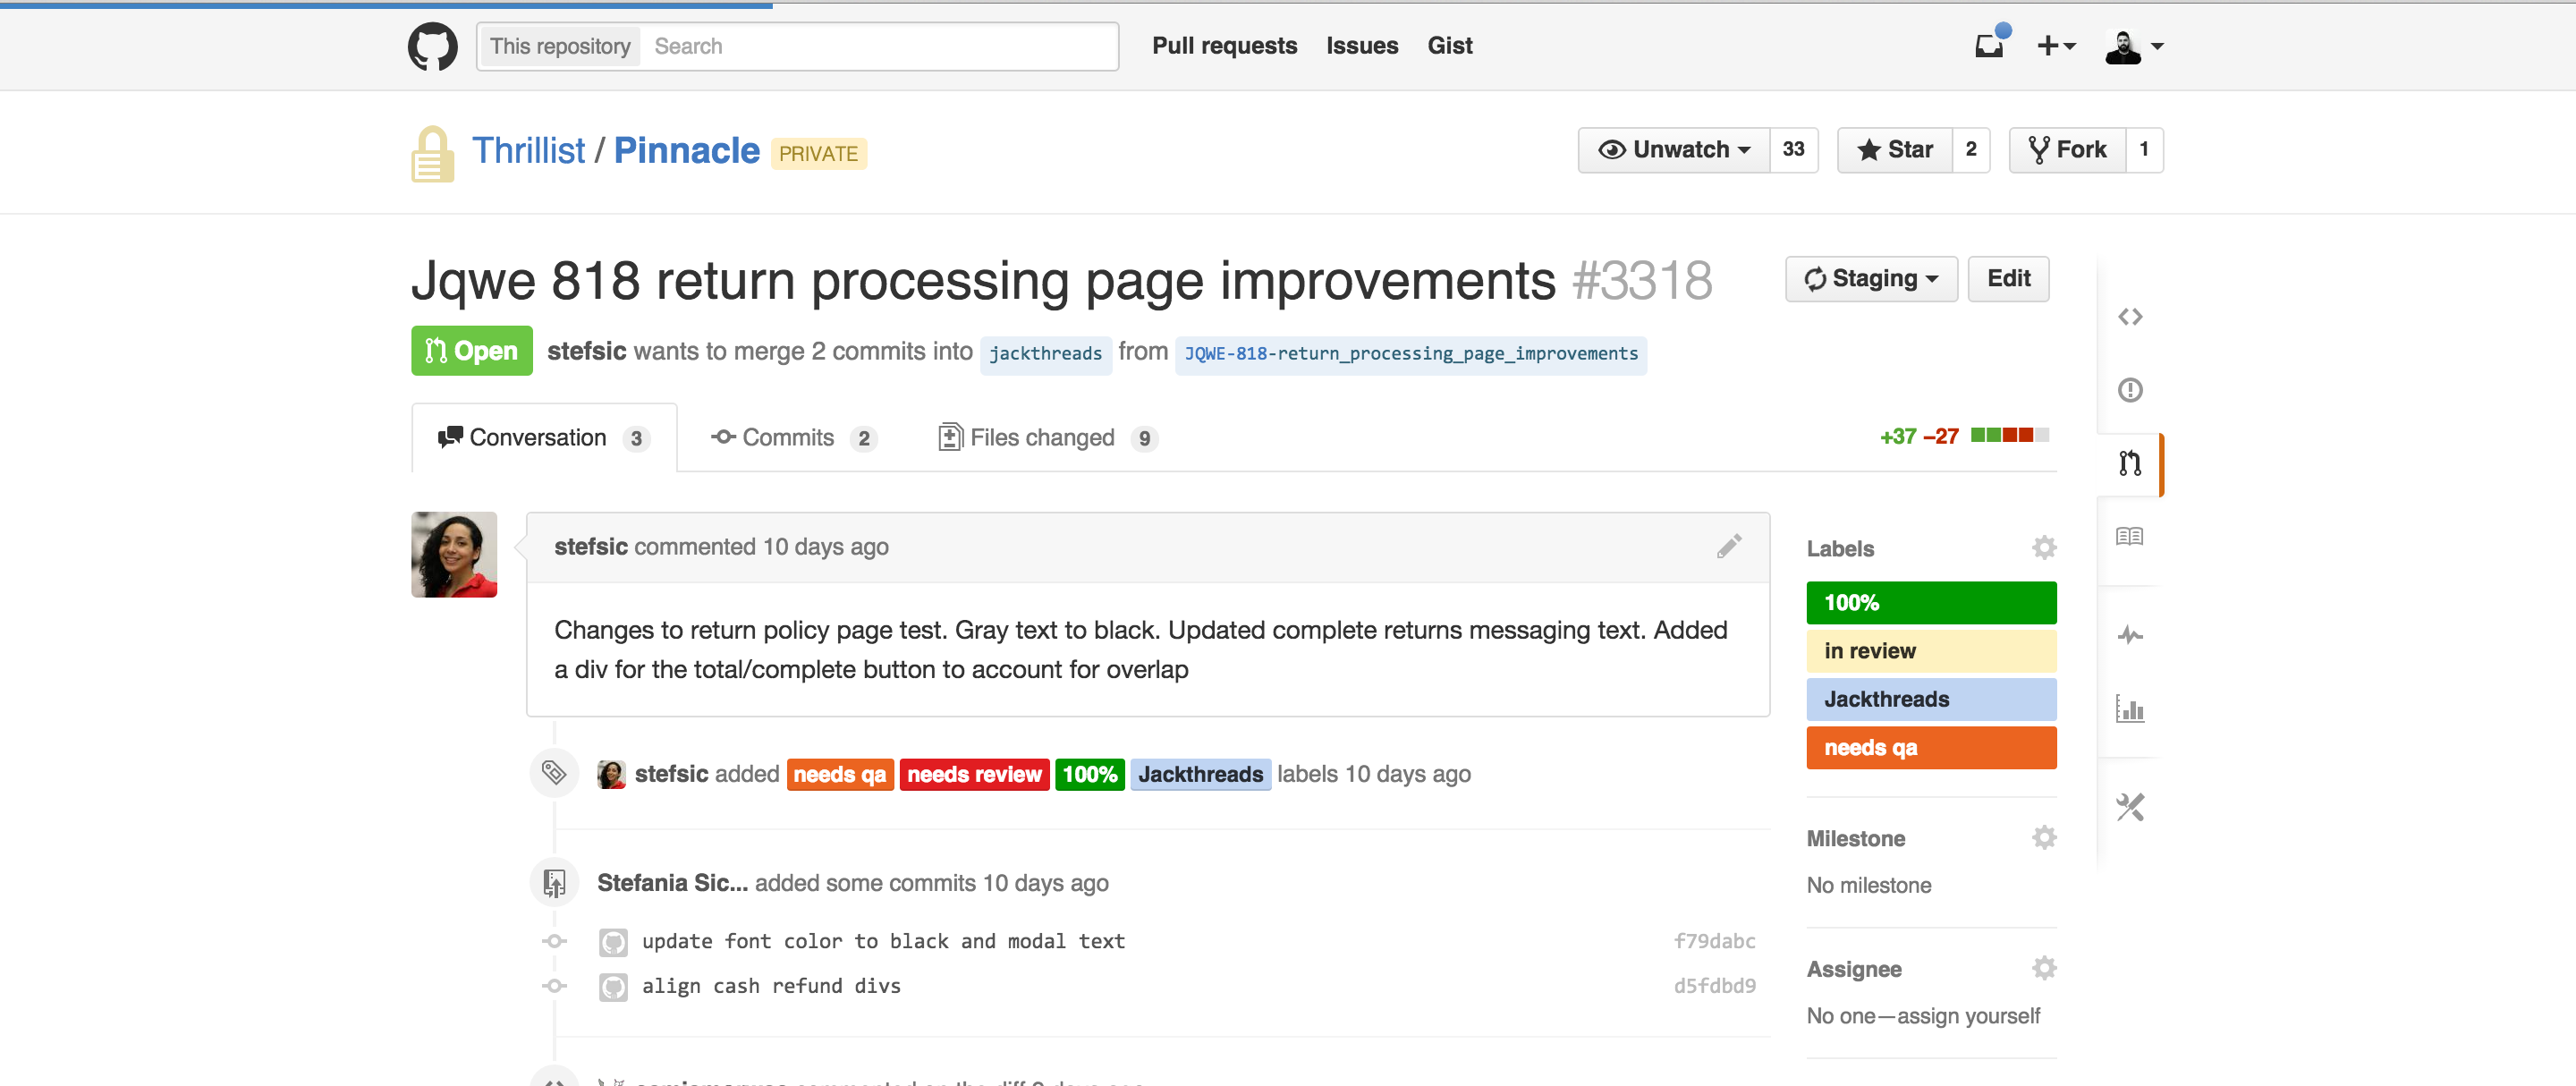 This repository Search Pull requests Issues Gist
Thrillist / Pinnacle PRIVATE Unwatch 33 Star 2 Fork 1
Jqwe 818 return processing page improvements #3318 Staging Edit
Open stefsic wants to merge 2 commits into jackthreads from JQWE-818-return_processing_page_improvements
Conversation 3 Commits 2 Files changed 9 +37 −27
stefsic commented 10 days ago
Changes to return policy page test. Gray text to black. Updated complete returns messaging text. Added
a div for the total/complete button to account for overlap
stefsic added needs qa needs review 100% Jackthreads labels 10 days ago
Stefania Sic... added some commits 10 days ago
update font color to black and modal text f79dabc
align cash refund divs d5fdbd9
Labels
100%
in review
Jackthreads
needs qa
Milestone
No milestone
Assignee
No one—assign yourself